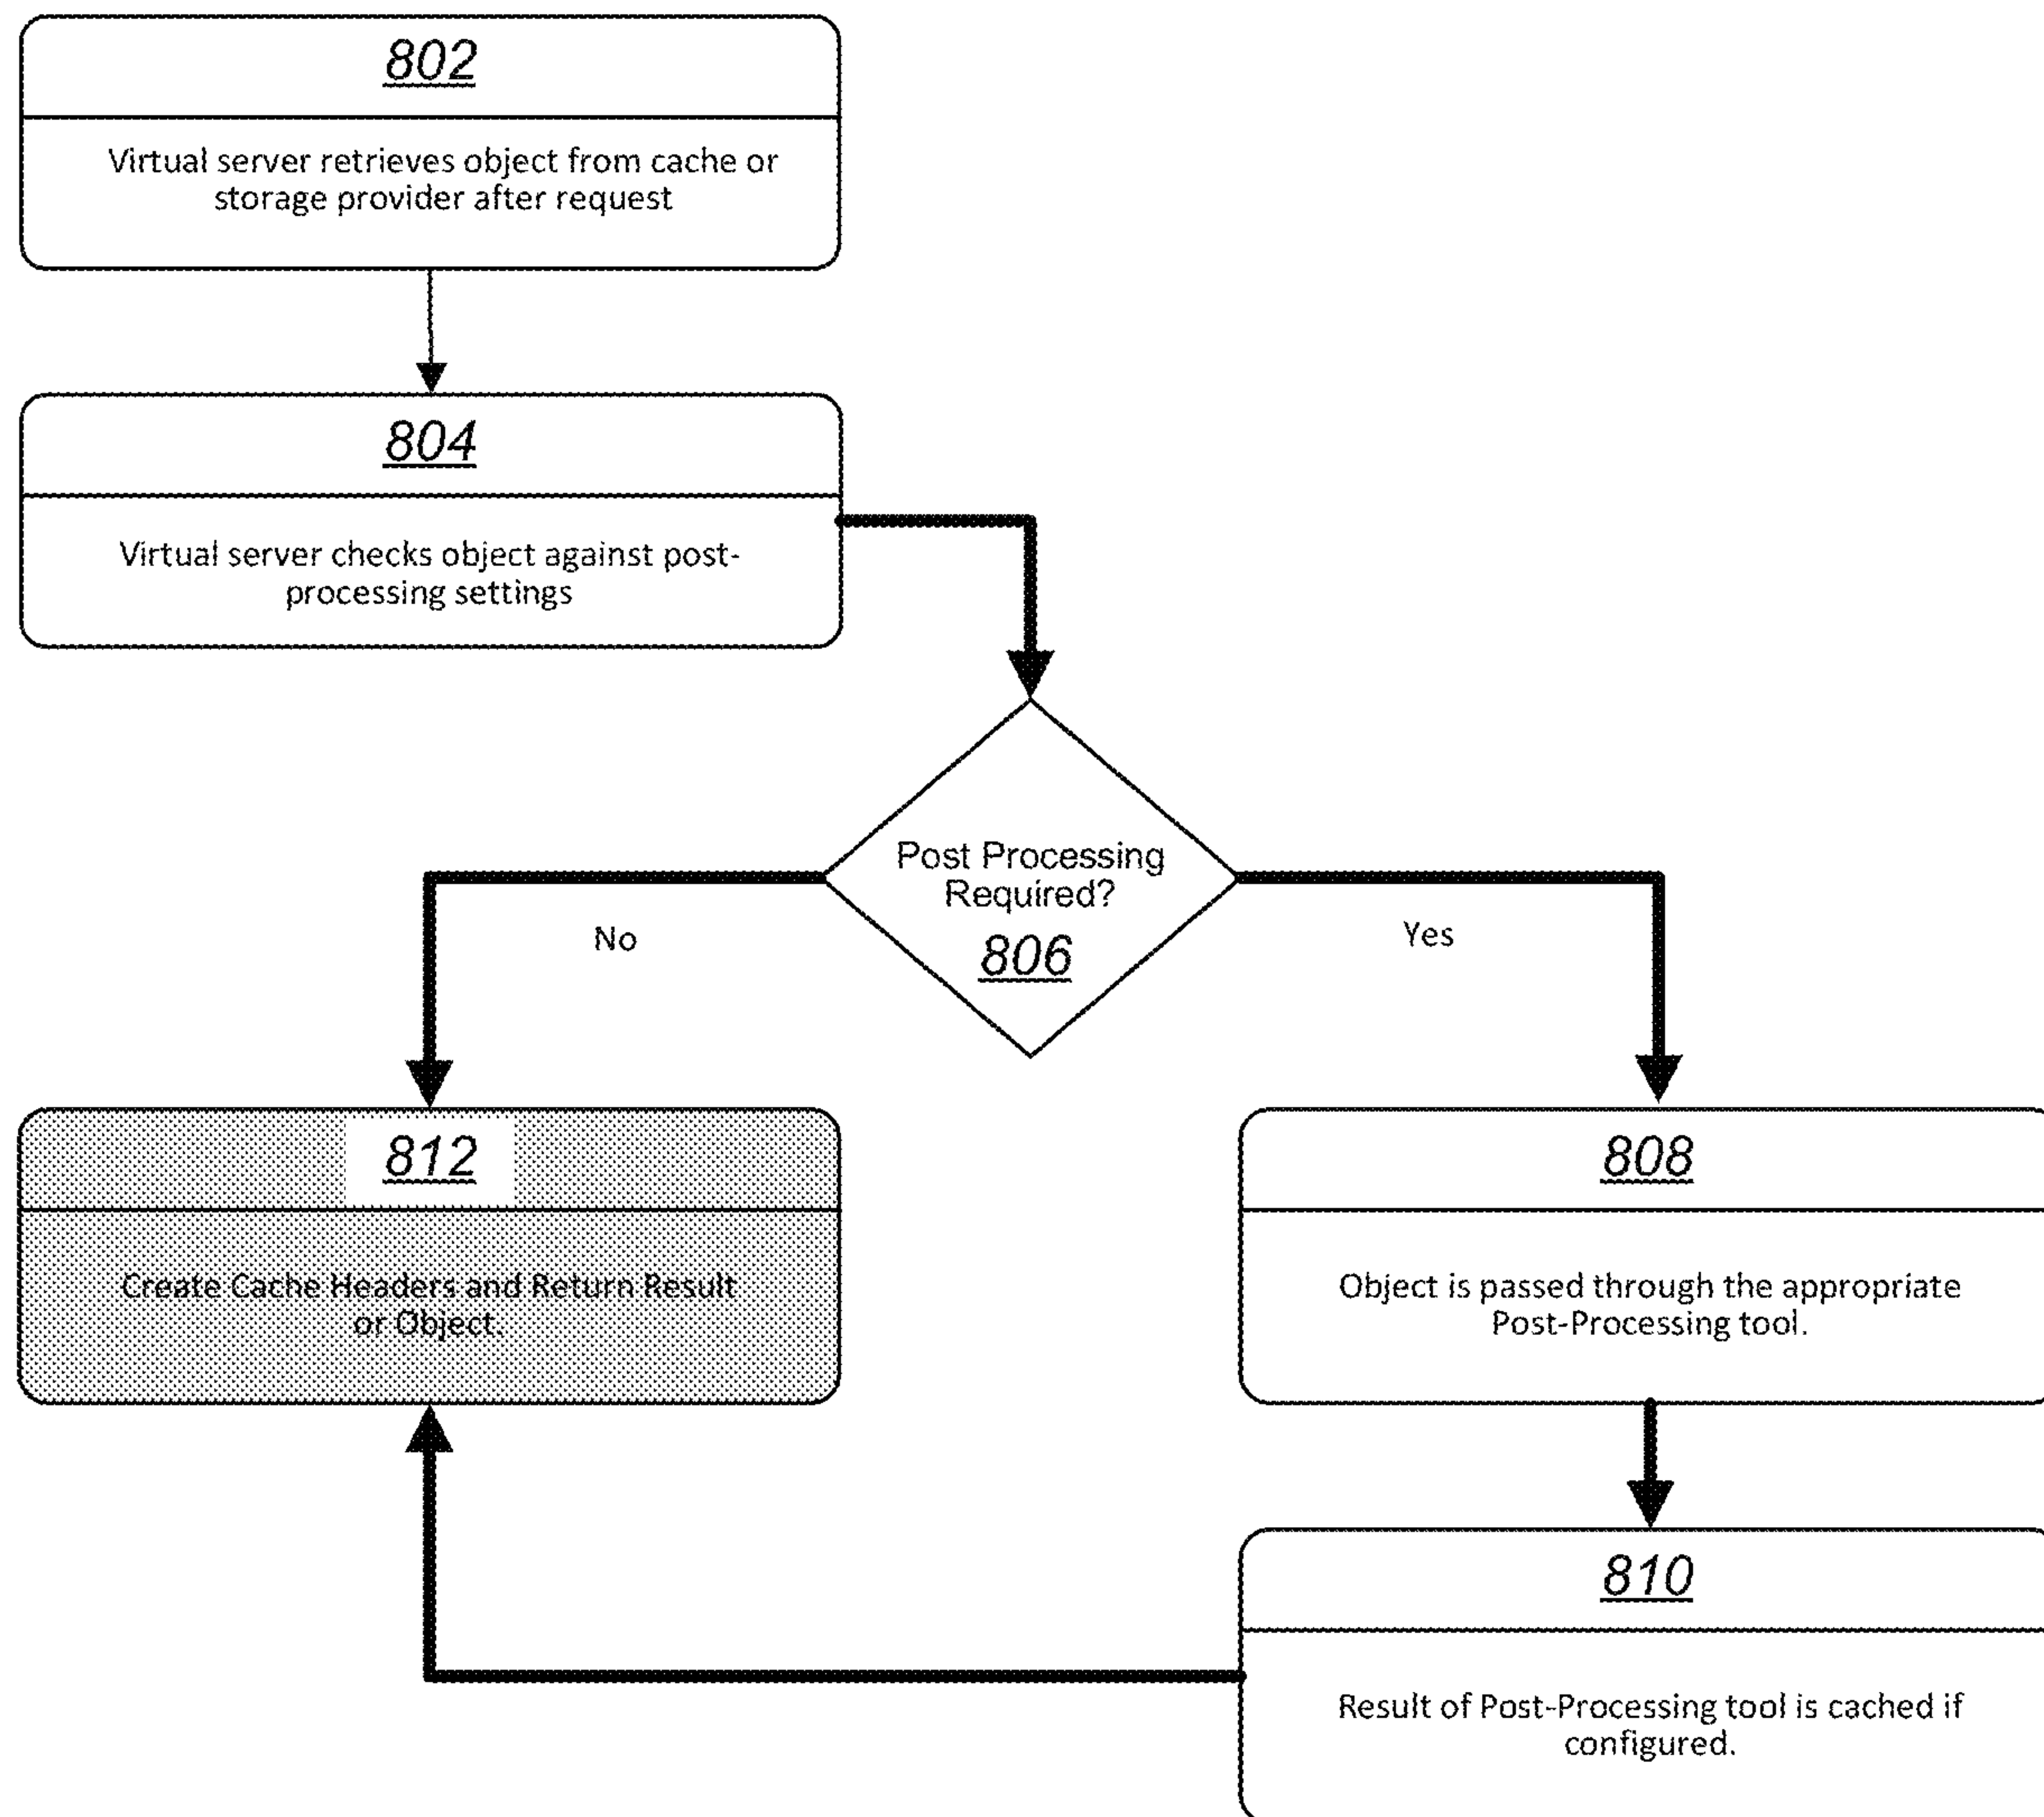 802
Virtual server retrieves object from cache or
storage provider after request
804
Virtual server checks object against post-
processing settings
Post Processing
Required?
806
No
Yes
812
Create Cache Headers and Return Result
or Object.
808
Object is passed through the appropriate
Post-Processing tool.
810
Result of Post-Processing tool is cached if
configured.